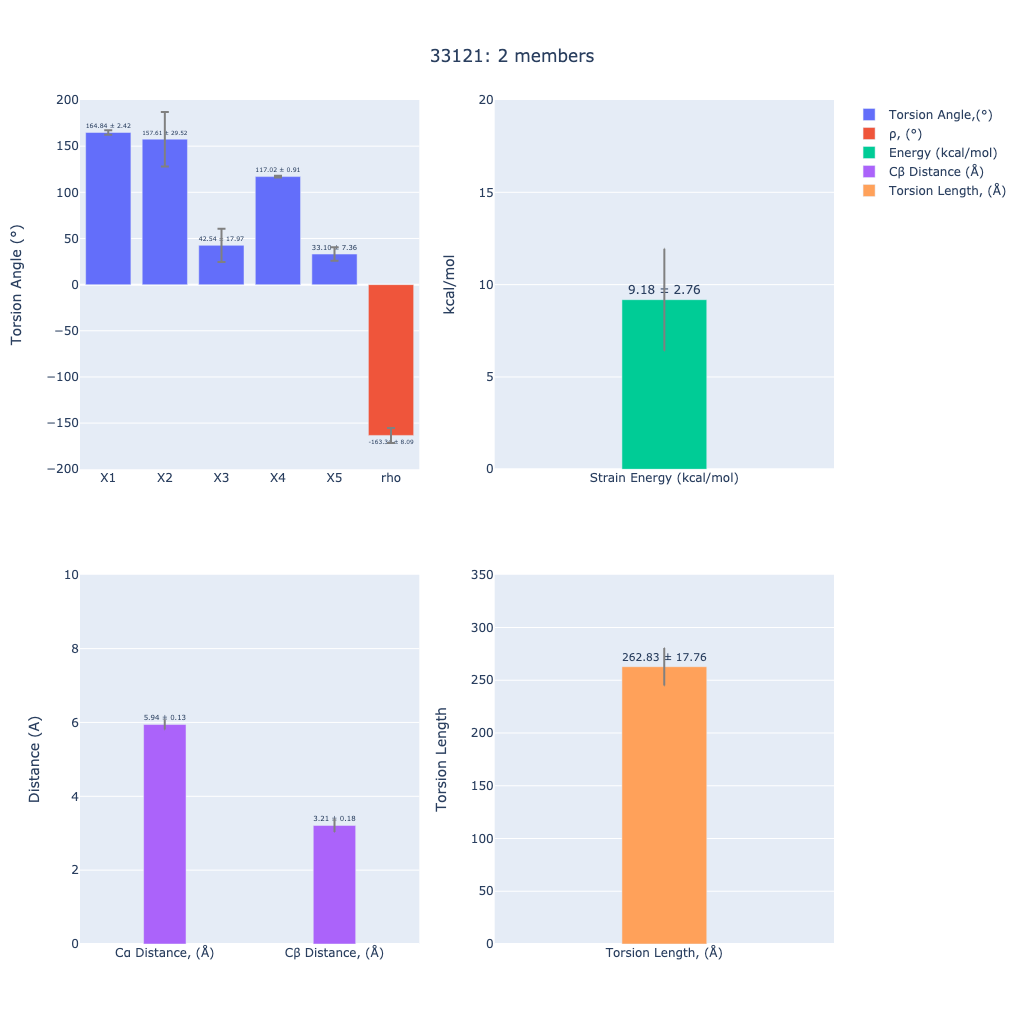 33121: 2 members
200
150
100
50
0
−50
−100
−150
−200
Torsion Angle (°)
164.84 ± 2.42
157.61 ± 29.52
42.54 ± 17.97
117.02 ± 0.91
33.10 ± 7.36
± 8.09
X1
X2
X3
X4
X5
rho
20
15
10
5
0
kcal/mol
9.18 ± 2.76
Strain Energy (kcal/mol)
Torsion Angle,(°)
ρ, (°)
Energy (kcal/mol)
Cβ Distance (Å)
Torsion Length, (Å)
10
8
6
4
2
0
Distance (A)
5.94 ± 0.13
3.21 ± 0.18
Cα Distance, (Å)
Cβ Distance, (Å)
350
300
250
200
150
100
50
0
Torsion Length
262.83 ± 17.76
Torsion Length, (Å)